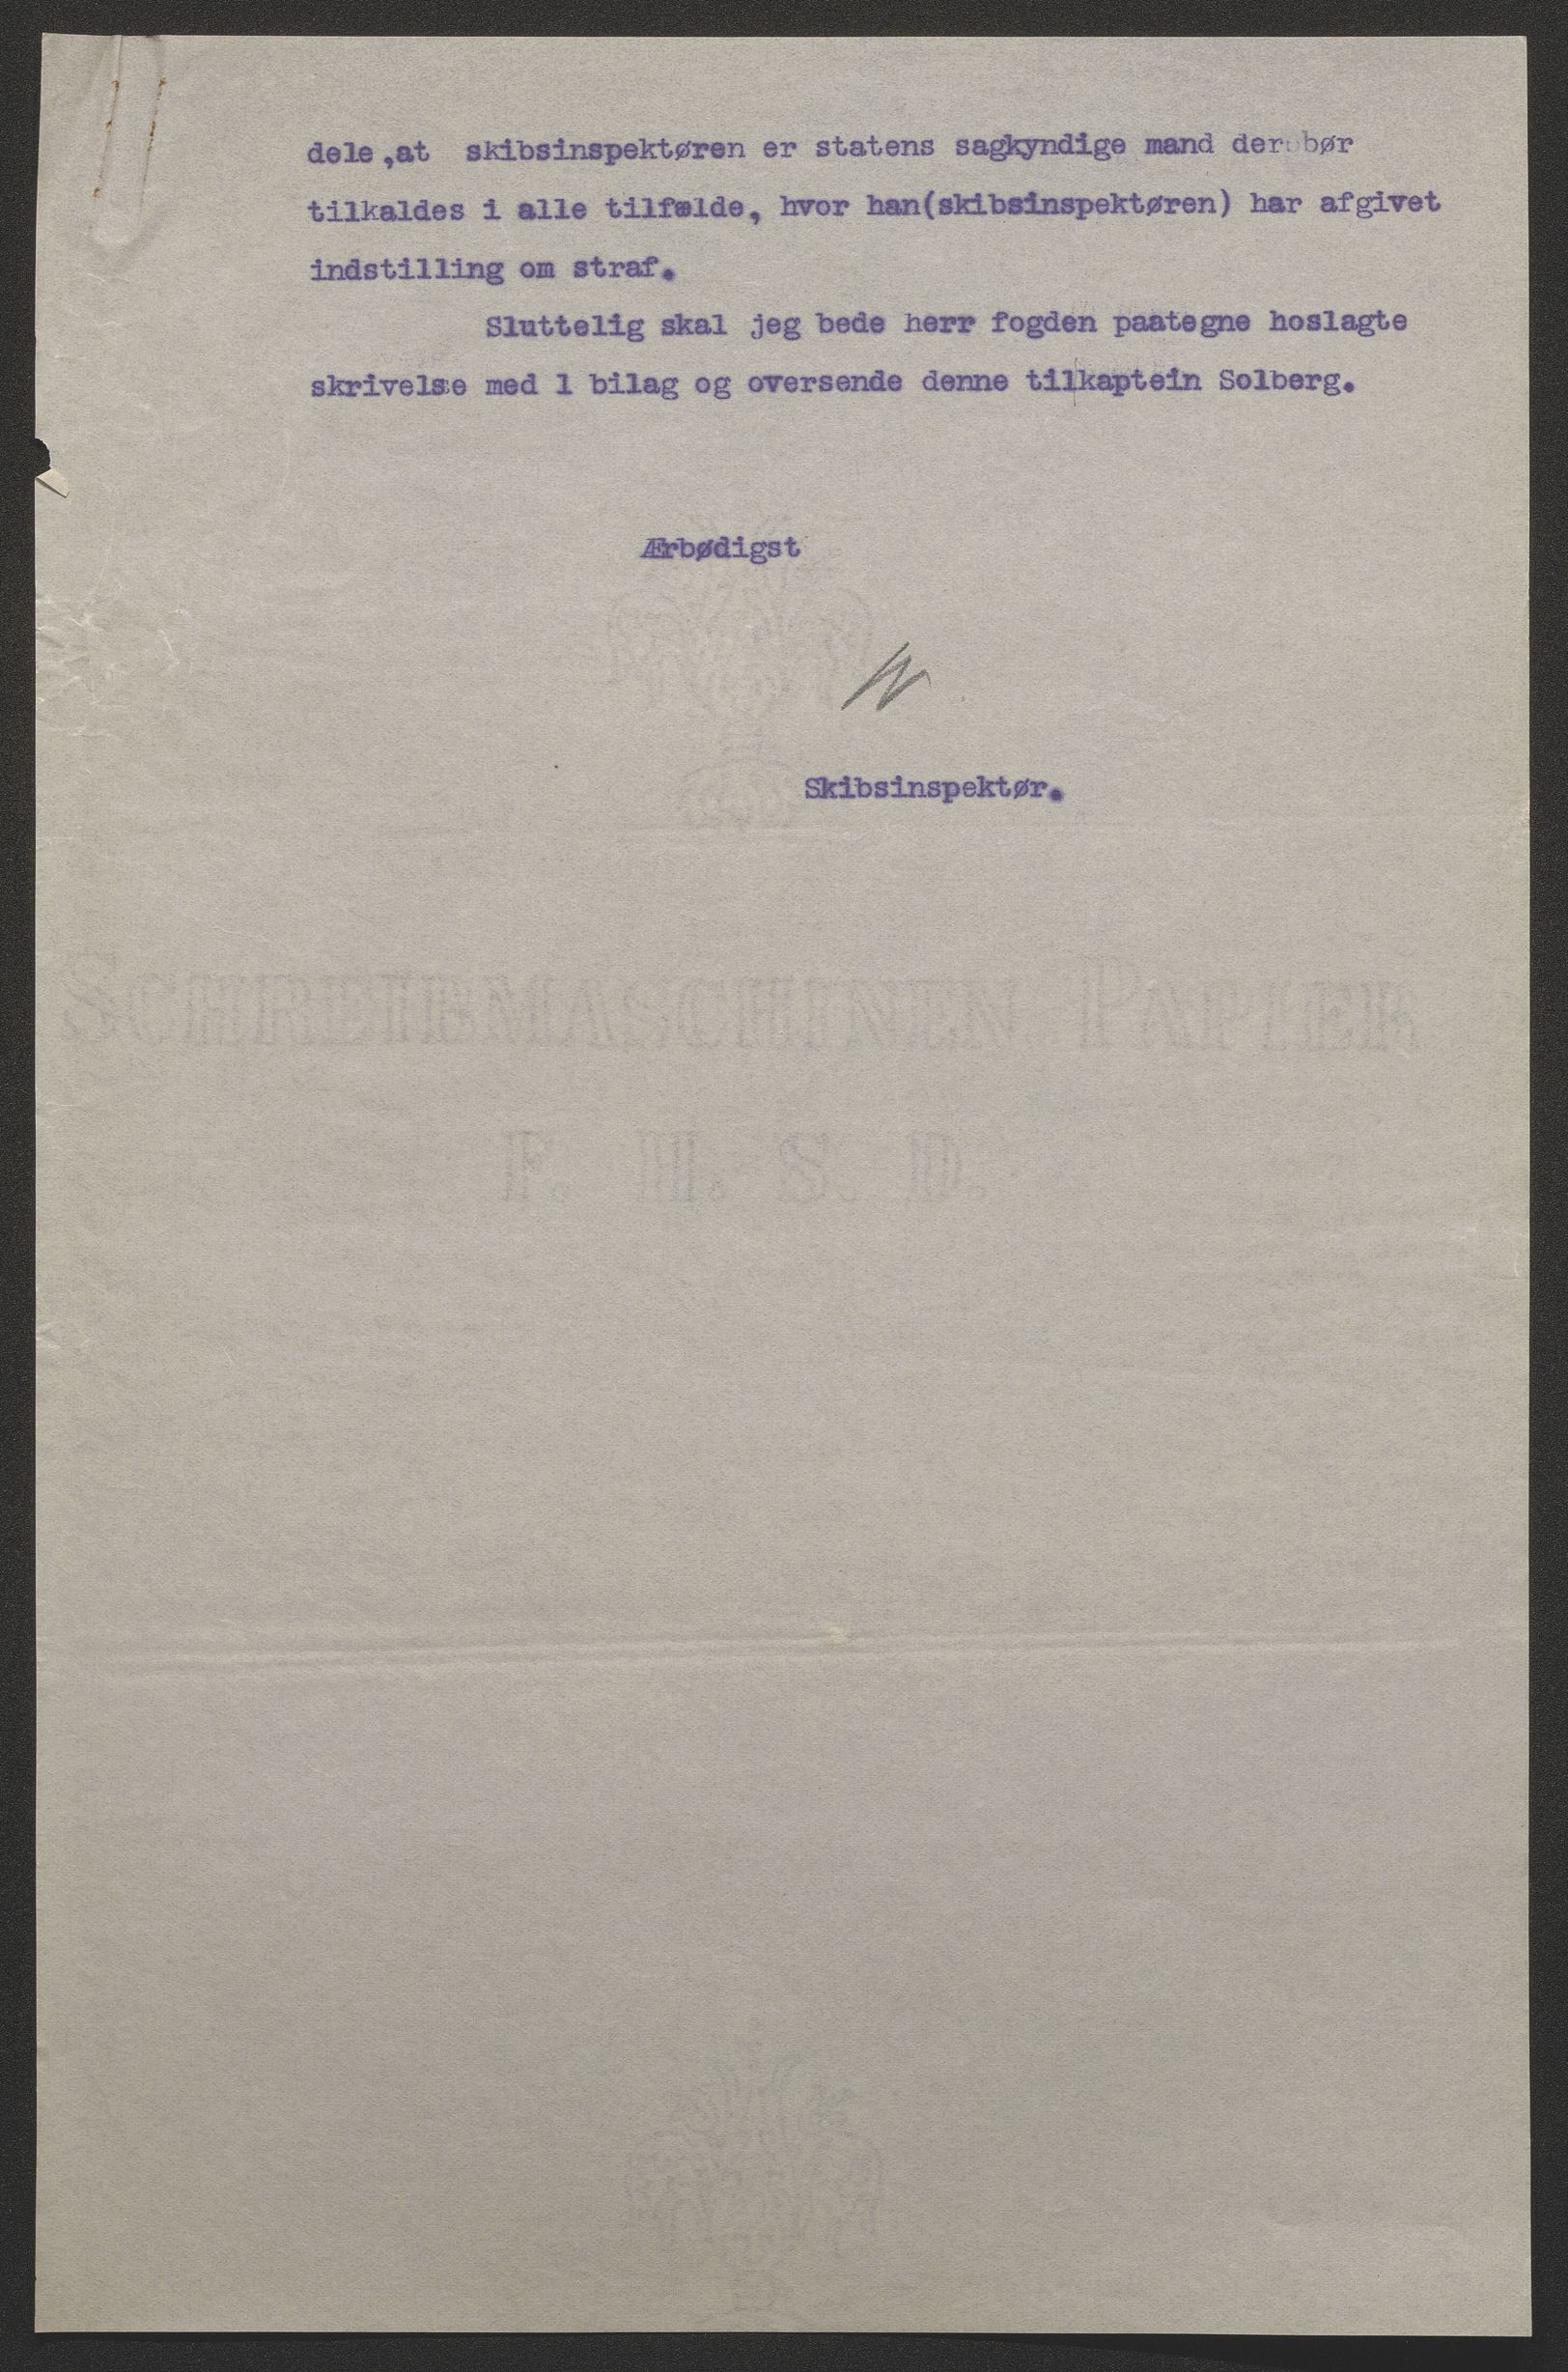 dele ,at skibsinspektøren er statens sagkyndige mand der bør
tilkaldes i alle tilfælde, hvor han(skibsinspektøren) har afgivet
indstilling om straf.
Sluttelig skal jeg bede herr fogden paategne hoslagte
skrivelse med 1 bilag og oversende denne tilkaptein Solberg.
Ærbødigst
Skibsinspektør.
SCHREIBMASCHINEN PAPIER
F. H. S. D.